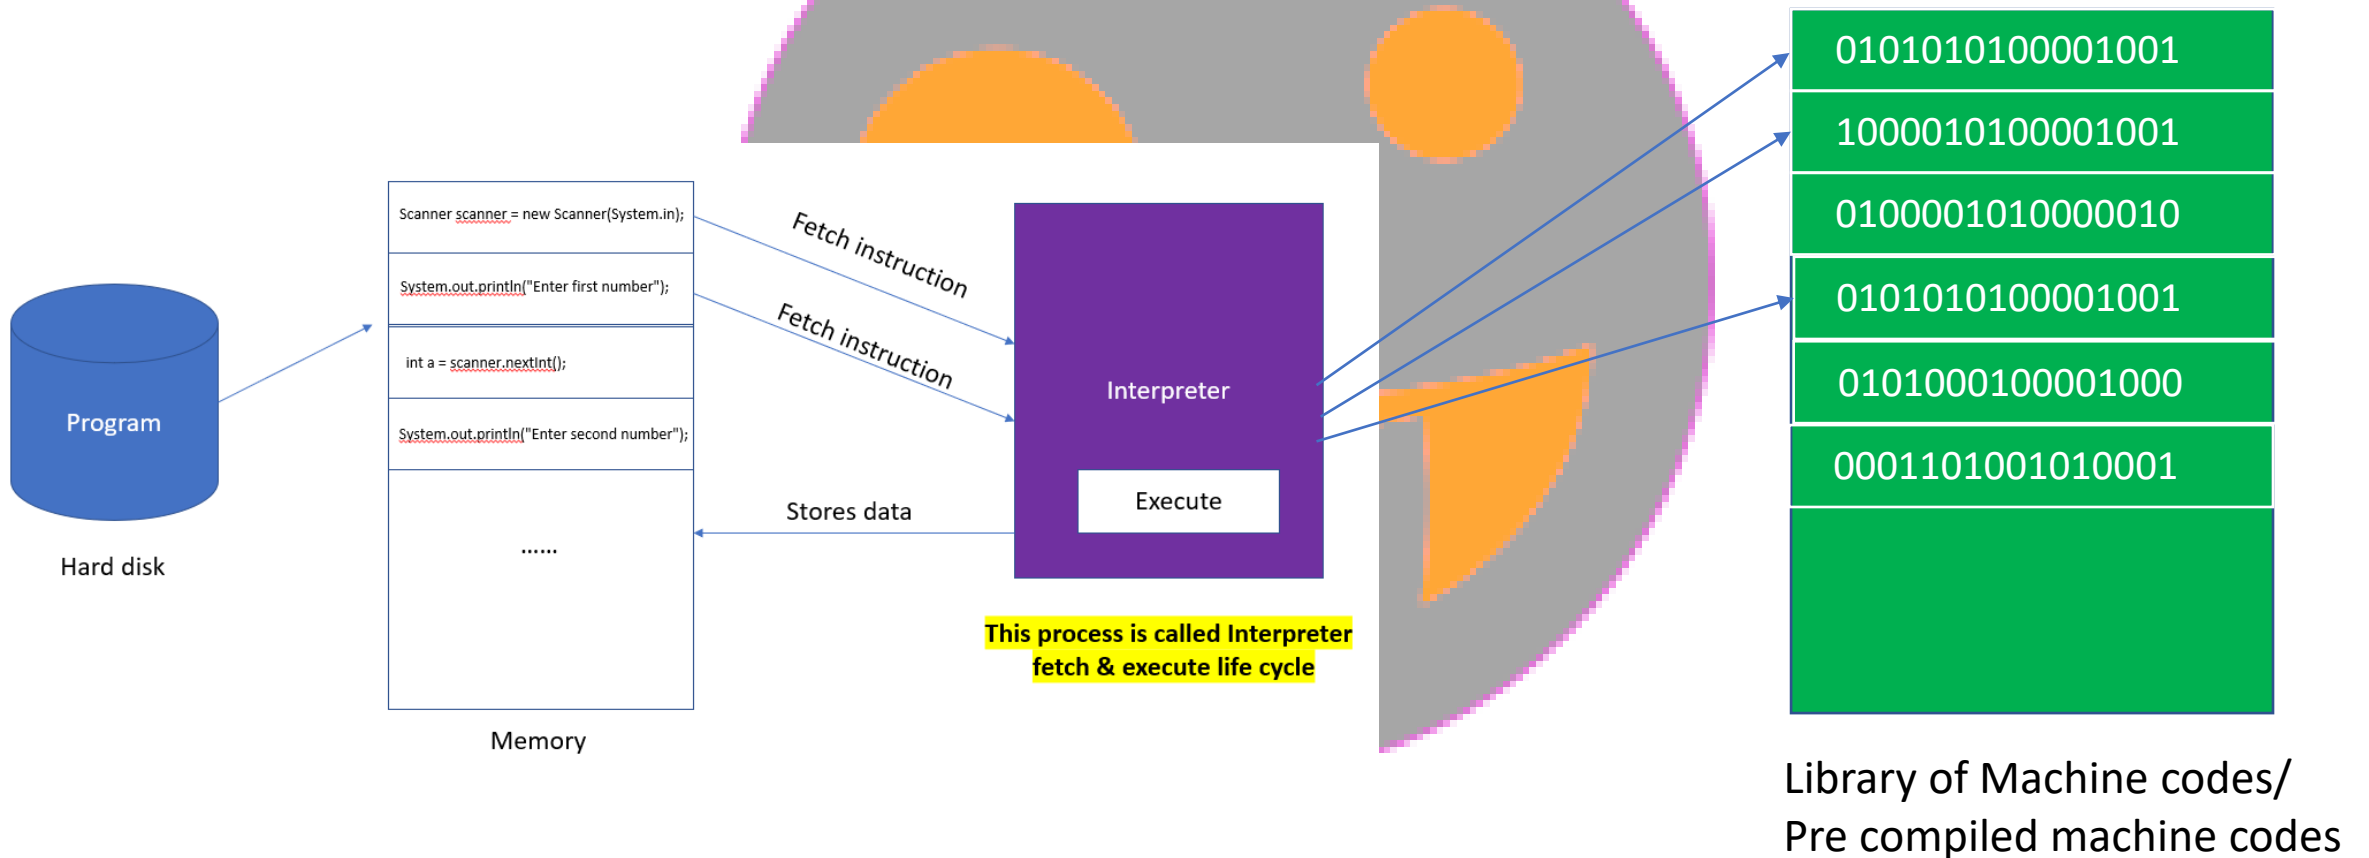 Program
Hard disk
Scanner scanner = new Scanner(System.in);
System.out.println("Enter first number");
int a = scanner.nextInt();
System.out.println("Enter second number");
......
Memory
Fetch instruction
Fetch instruction
Stores data
Interpreter
Execute
This process is called Interpreter
fetch & execute life cycle
0101010100001001
1000010100001001
0100001010000010
0101010100001001
0101000100001000
0001101001010001
Library of Machine codes/
Pre compiled machine codes